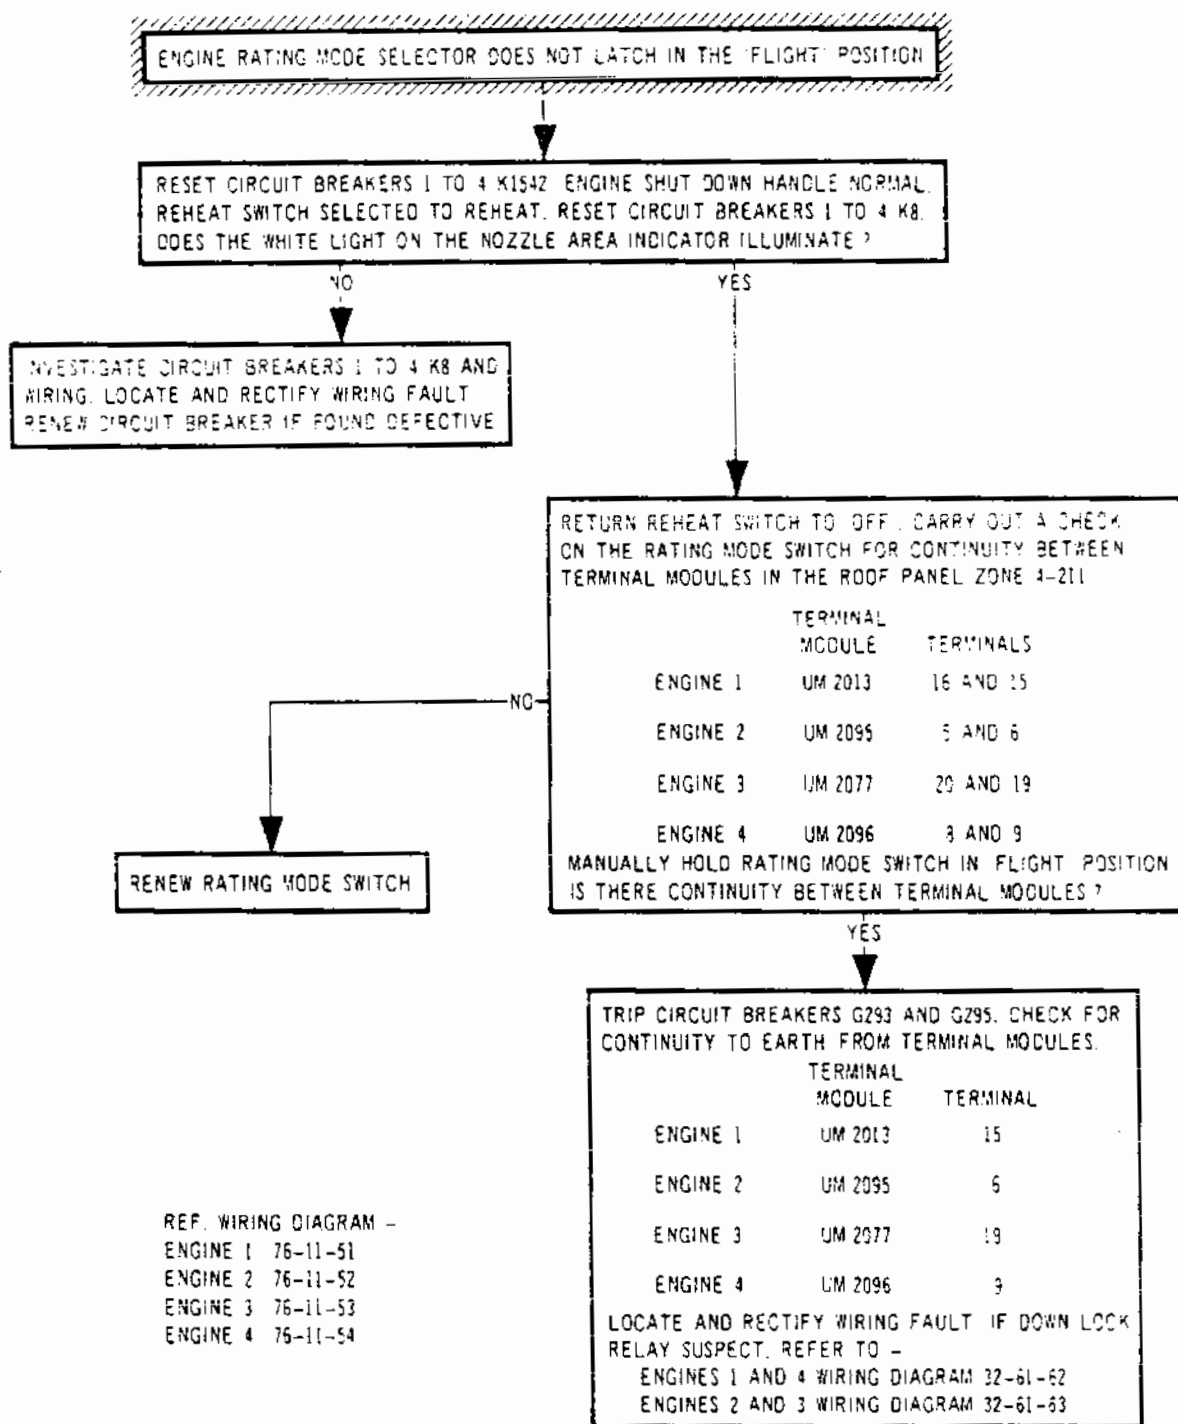 ENGINE RATING MODE SELECTOR DOES NOT LATCH IN THE 'FLIGHT' POSITION
RESET CIRCUIT BREAKERS 1 TO 4 K1542 ENGINE SHUT DOWN HANDLE NORMAL.
REHEAT SWITCH SELECTED TO REHEAT. RESET CIRCUIT BREAKERS 1 TO 4 K8.
DOES THE WHITE LIGHT ON THE NOZZLE AREA INDICATOR ILLUMINATE ?
NO
YES
INVESTIGATE CIRCUIT BREAKERS 1 TO 4 K8 AND
WIRING. LOCATE AND RECTIFY WIRING FAULT
RENEW CIRCUIT BREAKER IF FOUND DEFECTIVE
RETURN REHEAT SWITCH TO OFF. CARRY OUT A CHECK
ON THE RATING MODE SWITCH FOR CONTINUITY BETWEEN
TERMINAL MODULES IN THE ROOF PANEL ZONE 4-211
TERMINAL
MODULE TERMINALS
ENGINE 1 UM 2013 16 AND 15
ENGINE 2 UM 2095 5 AND 6
ENGINE 3 UM 2077 20 AND 19
ENGINE 4 UM 2096 8 AND 9
MANUALLY HOLD RATING MODE SWITCH IN FLIGHT POSITION
IS THERE CONTINUITY BETWEEN TERMINAL MODULES ?
NO
RENEW RATING MODE SWITCH
YES
TRIP CIRCUIT BREAKERS G293 AND G295. CHECK FOR
CONTINUITY TO EARTH FROM TERMINAL MODULES.
TERMINAL
MODULE TERMINAL
ENGINE 1 UM 2013 15
ENGINE 2 UM 2095 6
ENGINE 3 UM 2077 19
ENGINE 4 UM 2096 9
LOCATE AND RECTIFY WIRING FAULT IF DOWN LOCK
RELAY SUSPECT. REFER TO -
ENGINES 1 AND 4 WIRING DIAGRAM 32-61-62
ENGINES 2 AND 3 WIRING DIAGRAM 32-61-63
REF. WIRING DIAGRAM -
ENGINE 1 76-11-51
ENGINE 2 76-11-52
ENGINE 3 76-11-53
ENGINE 4 76-11-54